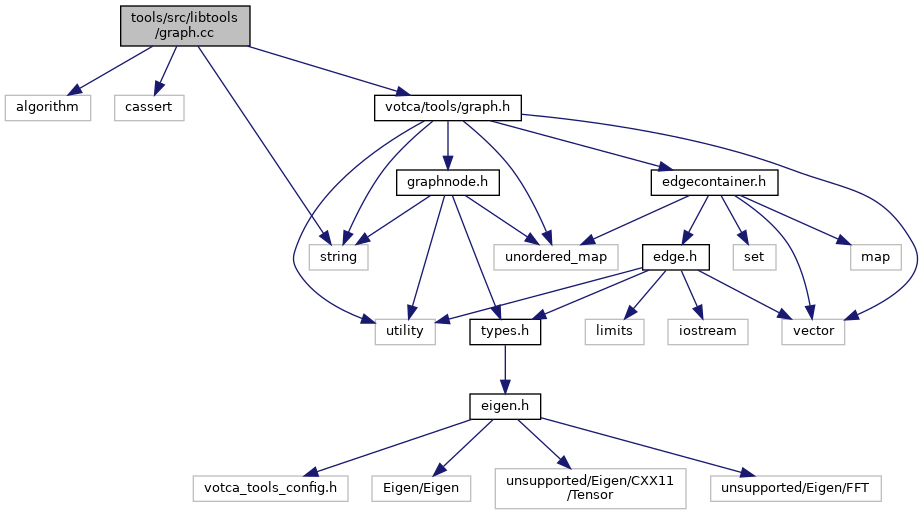 tools/src/libtools
/graph.cc
algorithm
cassert
votca/tools/graph.h
graphnode.h
edgecontainer.h
string
unordered_map
edge.h
set
map
utility
types.h
limits
iostream
vector
eigen.h
votca_tools_config.h
Eigen/Eigen
unsupported/Eigen/CXX11
/Tensor
unsupported/Eigen/FFT